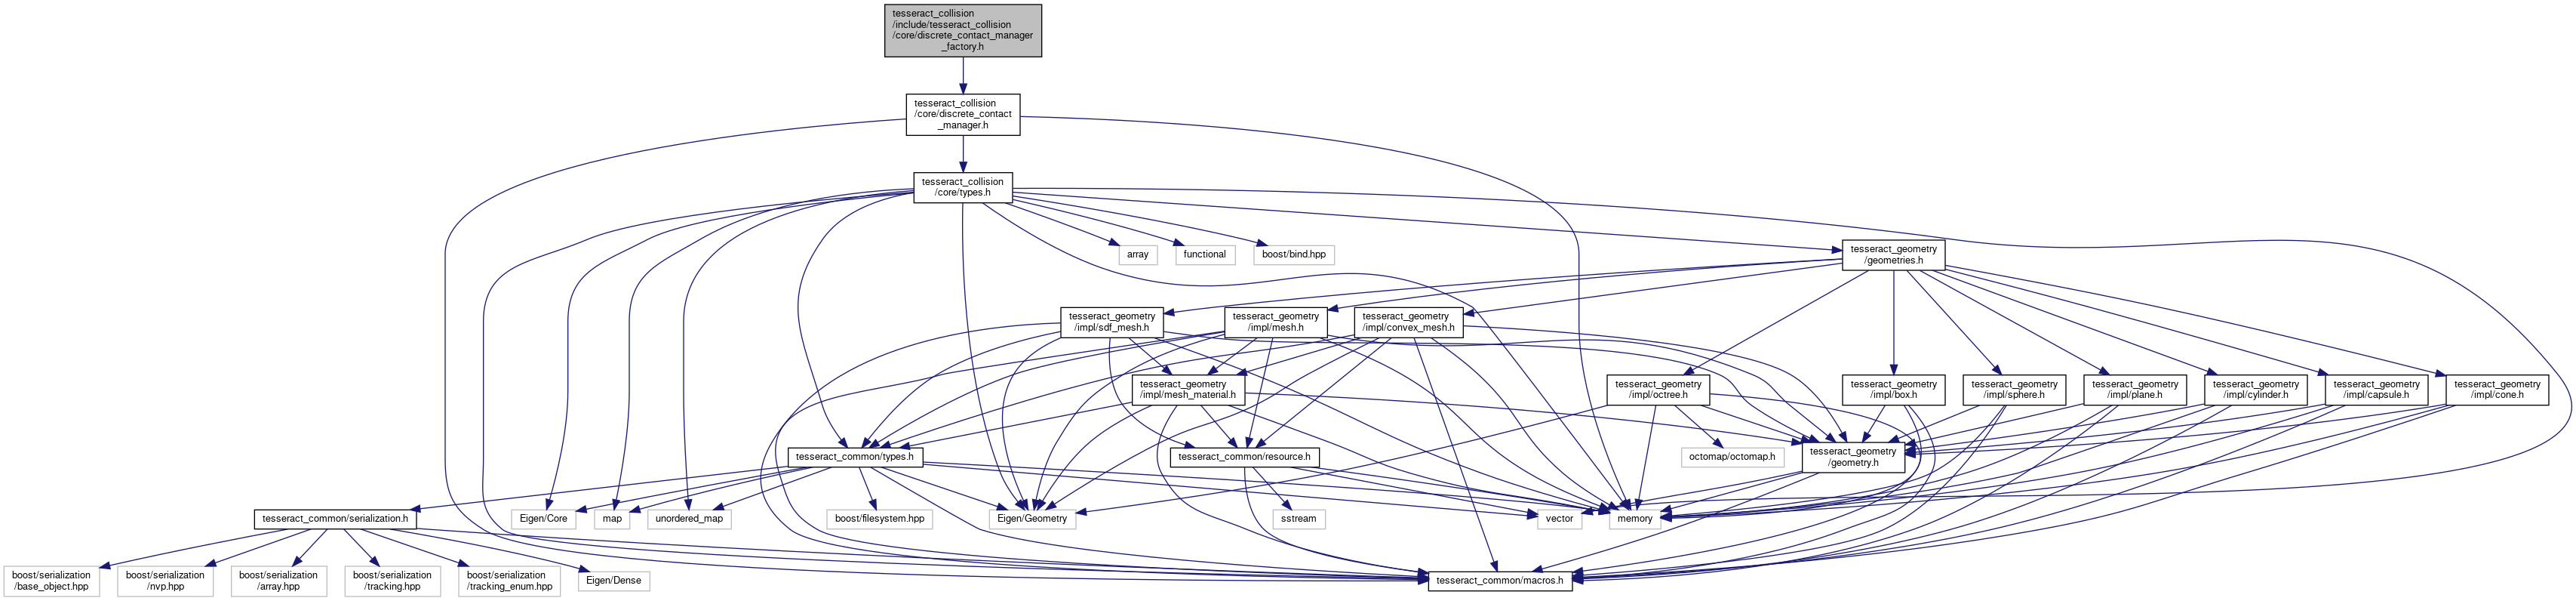 tesseract_collision
/include/tesseract_collision
/core/discrete_contact_manager
_factory.h
tesseract_collision
/core/discrete_contact
_manager.h
tesseract_collision
/core/types.h
array
functional
boost/bind.hpp
tesseract_geometry
/geometries.h
tesseract_geometry
/impl/sdf_mesh.h
tesseract_geometry
/impl/mesh.h
tesseract_geometry
/impl/convex_mesh.h
tesseract_geometry
/impl/mesh_material.h
tesseract_geometry
/impl/octree.h
tesseract_geometry
/impl/box.h
tesseract_geometry
/impl/sphere.h
tesseract_geometry
/impl/plane.h
tesseract_geometry
/impl/cylinder.h
tesseract_geometry
/impl/capsule.h
tesseract_geometry
/impl/cone.h
tesseract_common/types.h
tesseract_common/resource.h
octomap/octomap.h
tesseract_geometry
/geometry.h
tesseract_common/serialization.h
Eigen/Core
map
unordered_map
boost/filesystem.hpp
Eigen/Geometry
sstream
vector
memory
boost/serialization
/base_object.hpp
boost/serialization
/nvp.hpp
boost/serialization
/array.hpp
boost/serialization
/tracking.hpp
boost/serialization
/tracking_enum.hpp
Eigen/Dense
tesseract_common/macros.h